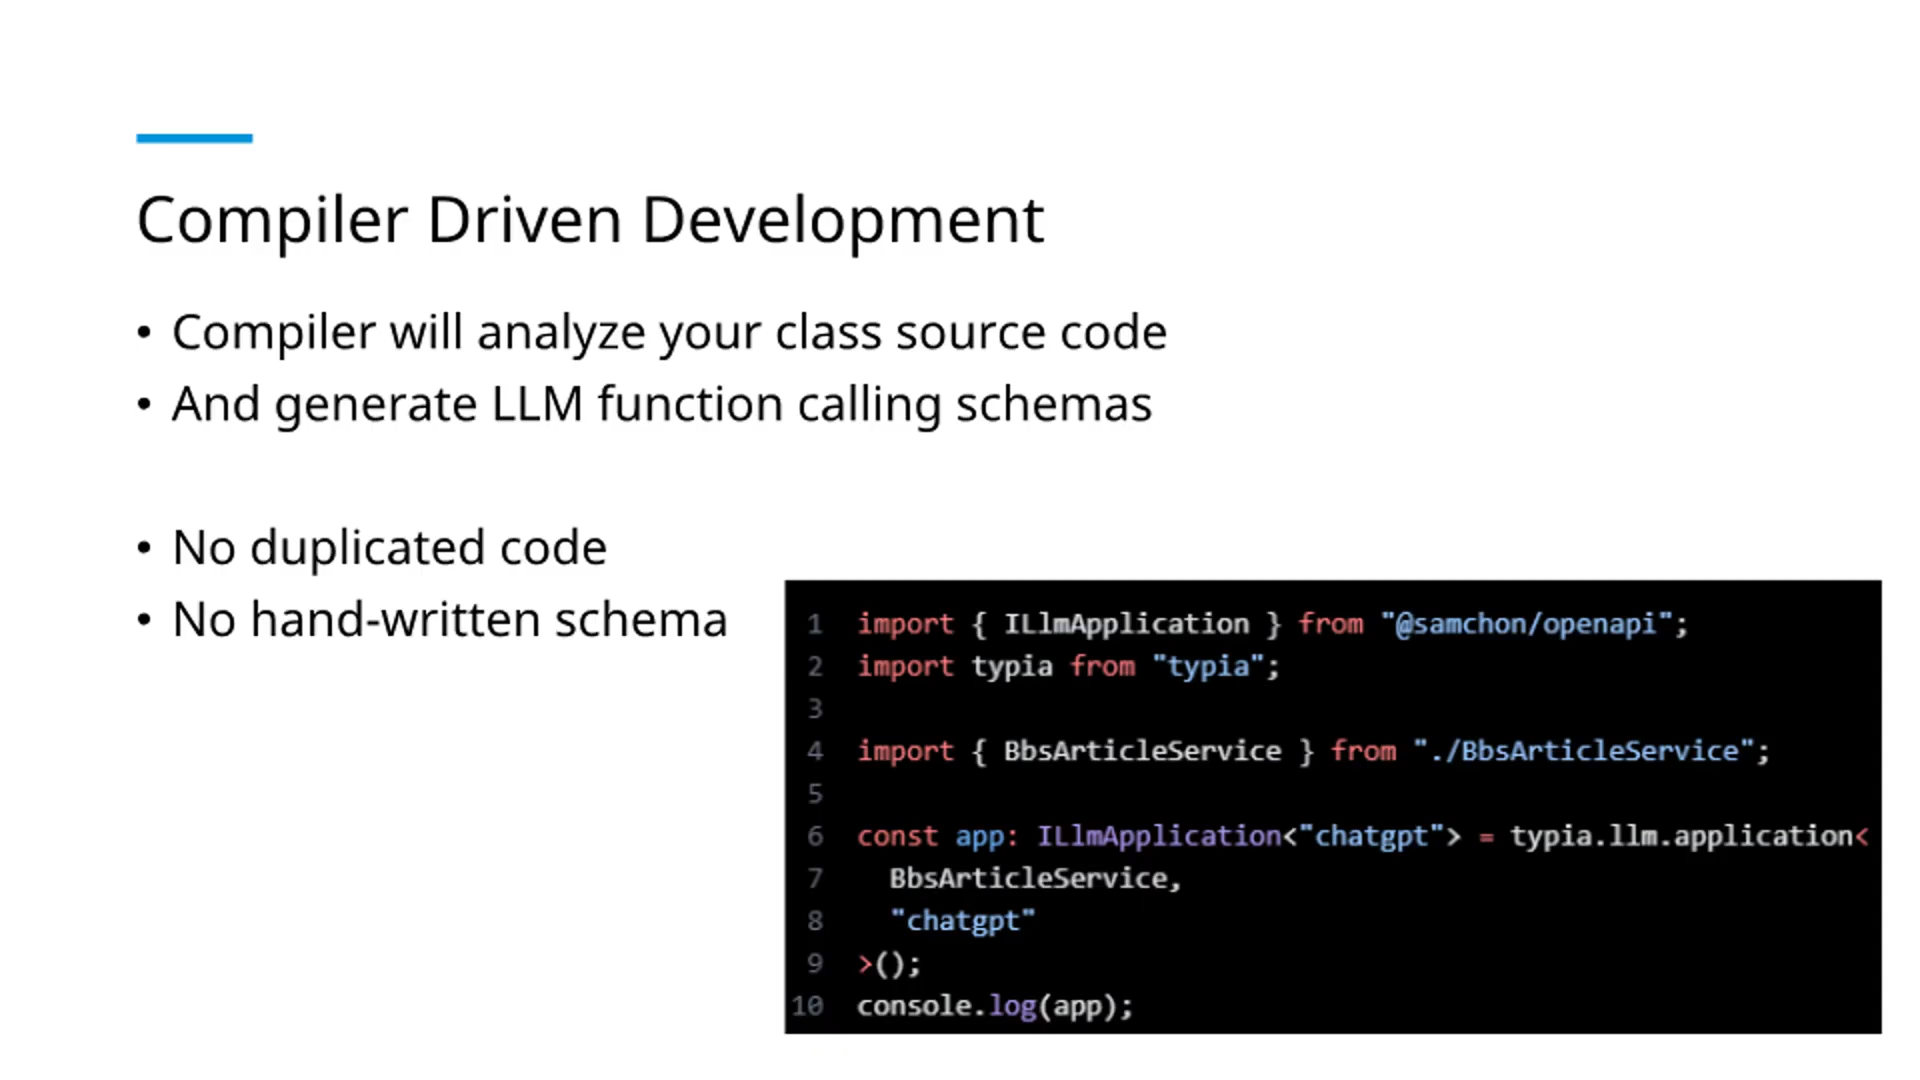 Compiler Driven Development
• Compiler will analyze your class source code
• And generate LLM function calling schemas
• No duplicated code
• No hand-written schema
1 import { ILlmApplication } from "@samchon/openapi";
2 import typia from "typia";
3
4 import { BbsArticleService } from "./BbsArticleService";
5
6 const app: ILlmApplication<"chatgpt"> = typia.llm.application<
7   BbsArticleService,
8   "chatgpt"
9 >();
10 console.log(app);